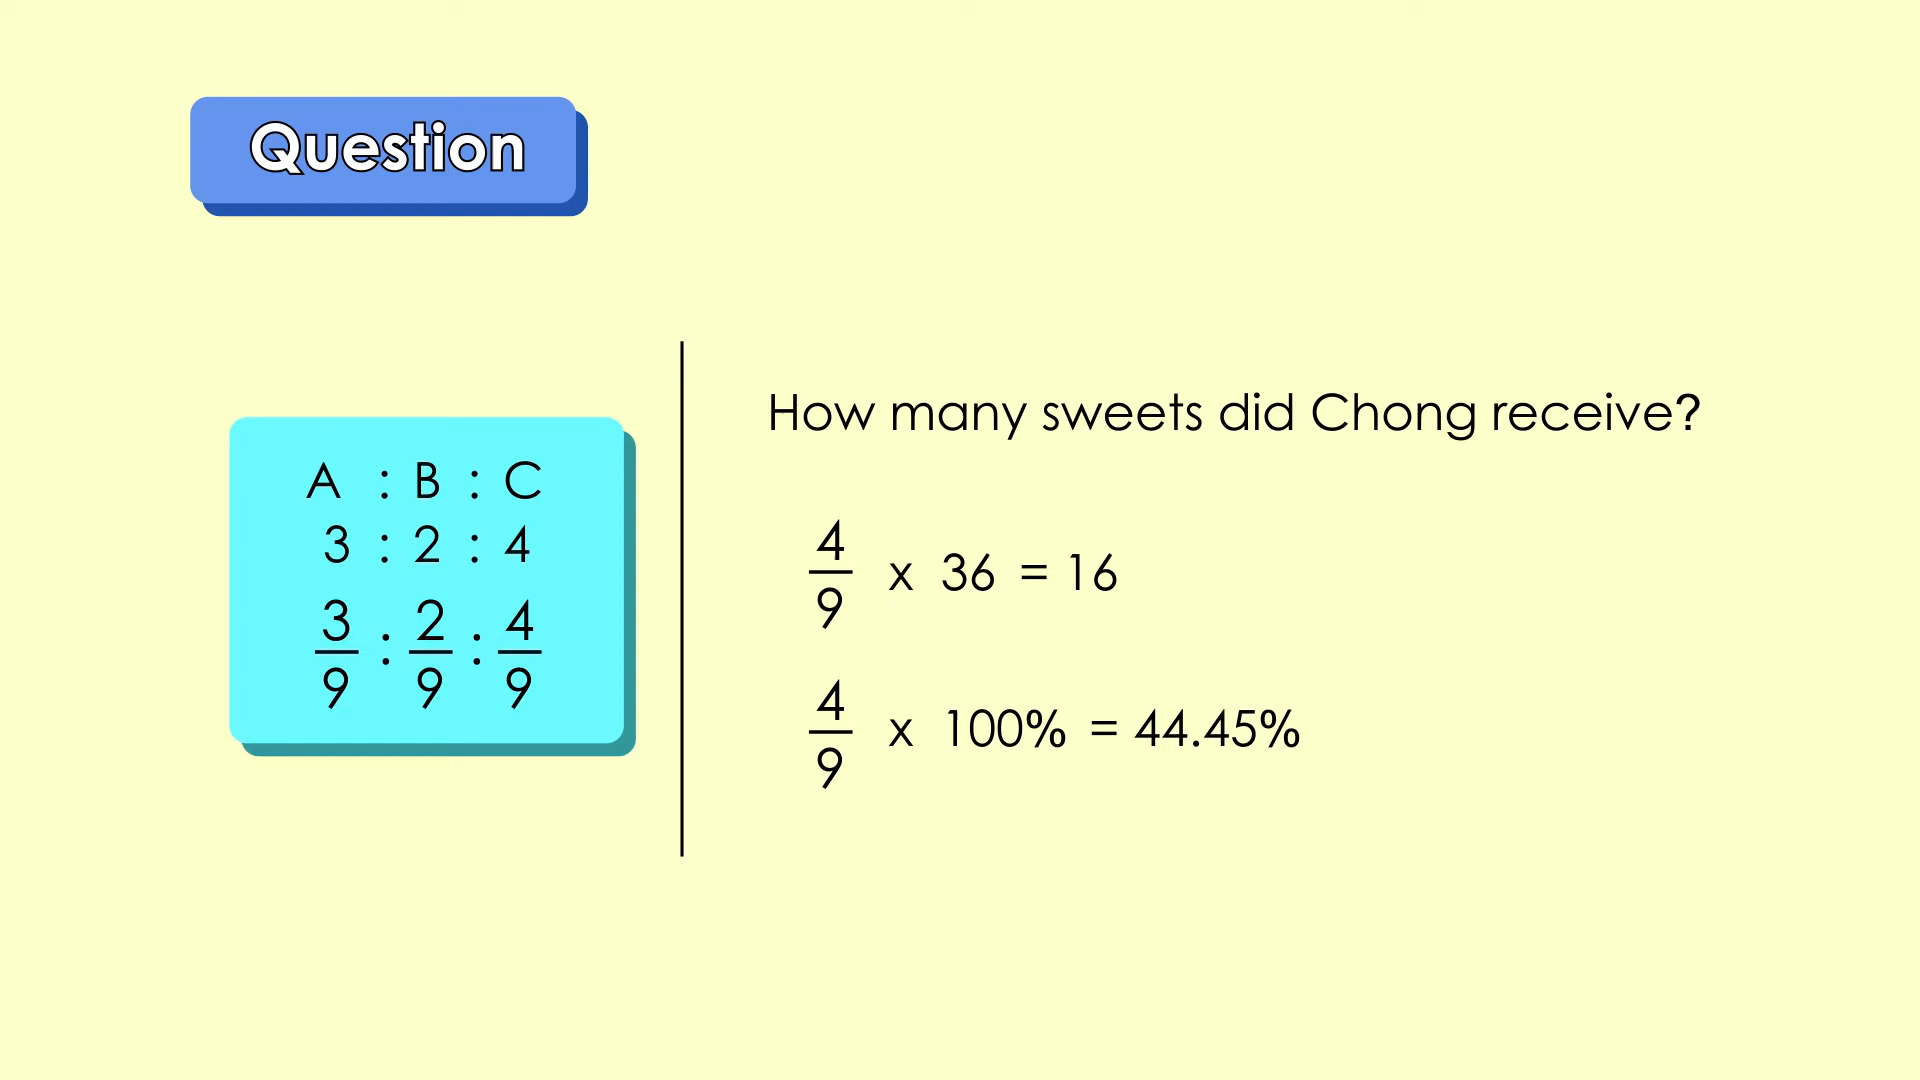 Question
A : B : C
3 : 2 : 4
3/9 : 2/9 : 4/9
How many sweets did Chong receive?
4/9 x 36 = 16
4/9 x 100% = 44.45%